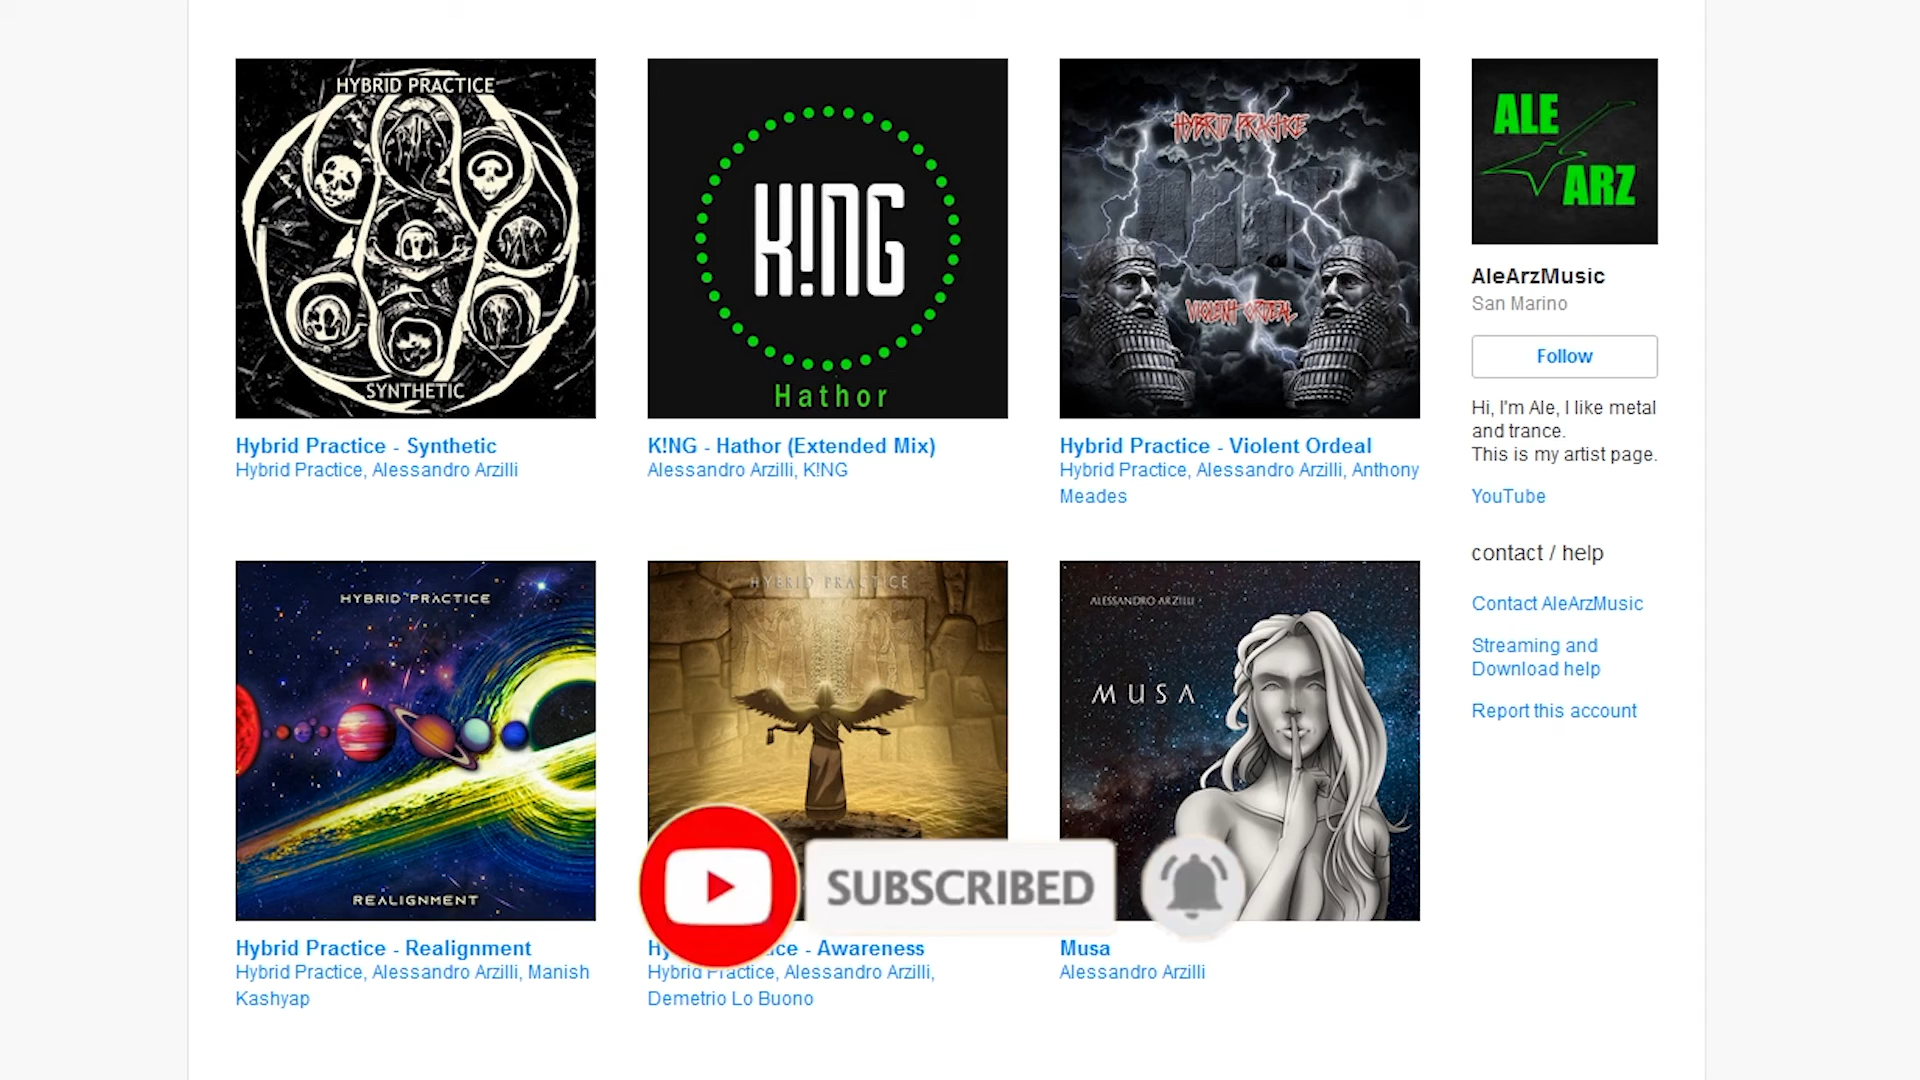 HYBRID PRACTICE
SYNTHETIC
Hybrid Practice - Synthetic
Hybrid Practice, Alessandro Arzilli
K!NG
Hathor
K!NG - Hathor (Extended Mix)
Alessandro Arzilli, K!NG
HYBRID PRACTICE
VIOLENT ORDEAL
Hybrid Practice - Violent Ordeal
Hybrid Practice, Alessandro Arzilli, Anthony
Meades
HYBRID PRACTICE
REALIGNMENT
Hybrid Practice - Realignment
Hybrid Practice, Alessandro Arzilli, Manish
Kashyap
HYBRID PRACTICE
SUBSCRIBED
- Awareness
Hybrid Practice, Alessandro Arzilli,
Demetrio Lo Buono
ALESSANDRO ARZILLI
MUSA
Musa
Alessandro Arzilli
ALE
ARZ
AleArzMusic
San Marino
Follow
Hi, I'm Ale, I like metal
and trance.
This is my artist page.
YouTube
contact / help
Contact AleArzMusic
Streaming and
Download help
Report this account